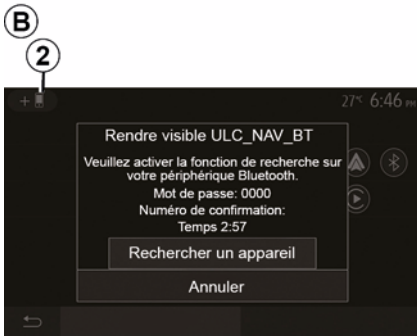 B
2
+
27°C 6:46 PM
Rendre visible ULC_NAV_BT
Veuillez activer la fonction de recherche sur
votre périphérique Bluetooth.
Mot de passe: 0000
Numéro de confirmation:
Temps 2:57
Rechercher un appareil
Annuler